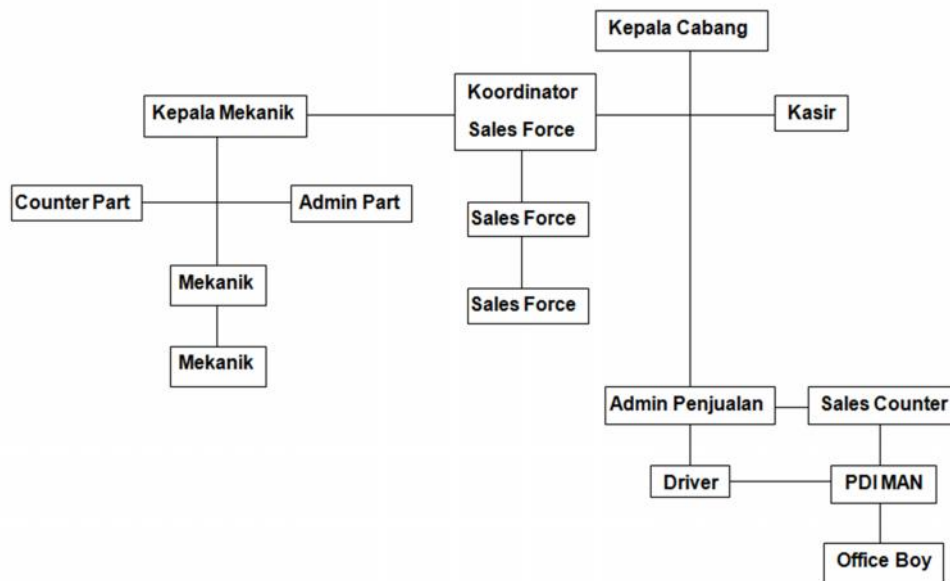 Kepala Cabang
Kepala Mekanik
Koordinator
Sales Force
Kasir
Counter Part
Admin Part
Sales Force
Mekanik
Sales Force
Mekanik
Admin Penjualan
Sales Counter
Driver
PDI MAN
Office Boy